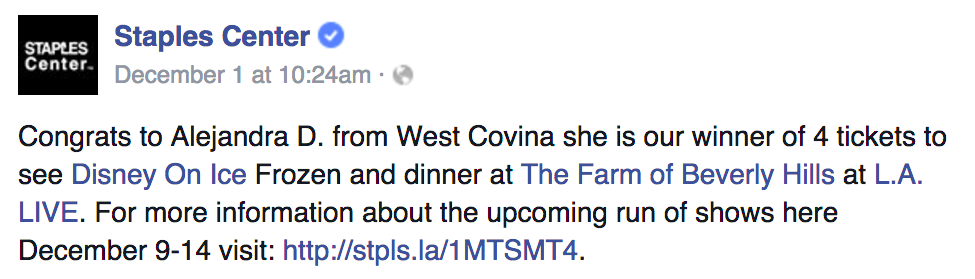 STAPLES
Center™
Staples Center
December 1 at 10:24am ·
Congrats to Alejandra D. from West Covina she is our winner of 4 tickets to
see Disney On Ice Frozen and dinner at The Farm of Beverly Hills at L.A.
LIVE. For more information about the upcoming run of shows here
December 9-14 visit: http://stpls.la/1MTSMT4.